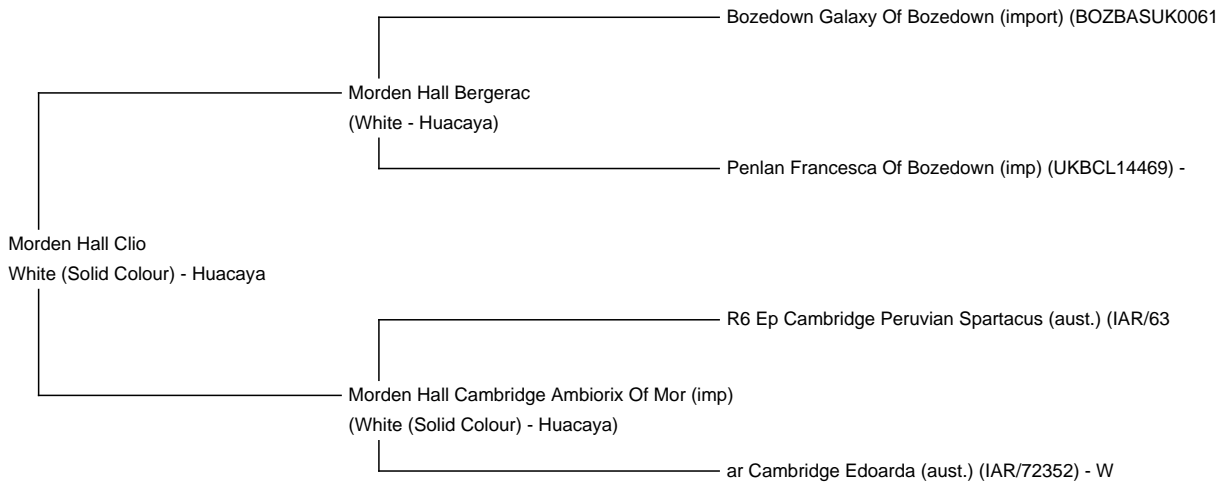 Bozedown Galaxy Of Bozedown (import) (BOZBASUK0061
Morden Hall Bergerac
(White - Huacaya)
Penlan Francesca Of Bozedown (imp) (UKBCL14469) -
Morden Hall Clio
White (Solid Colour) - Huacaya
R6 Ep Cambridge Peruvian Spartacus (aust.) (IAR/63
Morden Hall Cambridge Ambiorix Of Mor (imp)
(White (Solid Colour) - Huacaya)
ar Cambridge Edoarda (aust.) (IAR/72352) - W